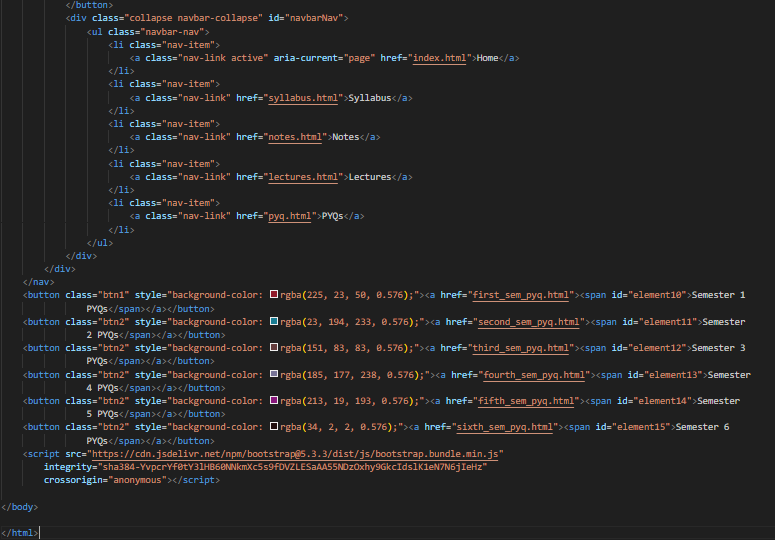 </button>
<div class="collapse navbar-collapse" id="navbarNav">
<ul class="navbar-nav">
<li class="nav-item">
<a class="nav-link active" aria-current="page" href="index.html">Home</a>
</li>
<li class="nav-item">
<a class="nav-link" href="syllabus.html">Syllabus</a>
</li>
<li class="nav-item">
<a class="nav-link" href="notes.html">Notes</a>
</li>
<li class="nav-item">
<a class="nav-link" href="lectures.html">Lectures</a>
</li>
<li class="nav-item">
<a class="nav-link" href="pyq.html">PYQs</a>
</li>
</ul>
</div>
</div>
</nav>
<button class="btn1" style="background-color: rgba(225, 23, 50, 0.576);"><a href="first_sem_pyq.html"><span id="element10">Semester 1
PYQs</span></a></button>
<button class="btn2" style="background-color: rgba(23, 194, 233, 0.576);"><a href="second_sem_pyq.html"><span id="element11">Semester
2 PYQs</span></a></button>
<button class="btn2" style="background-color: rgba(151, 83, 83, 0.576);"><a href="third_sem_pyq.html"><span id="element12">Semester 3
PYQs</span></a></button>
<button class="btn2" style="background-color: rgba(185, 177, 238, 0.576);"><a href="fourth_sem_pyq.html"><span id="element13">Semester
4 PYQs</span></a></button>
<button class="btn2" style="background-color: rgba(213, 19, 193, 0.576);"><a href="fifth_sem_pyq.html"><span id="element14">Semester
5 PYQs</span></a></button>
<button class="btn2" style="background-color: rgba(34, 2, 2, 0.576);"><a href="sixth_sem_pyq.html"><span id="element15">Semester 6
PYQs</span></a></button>
<script src="https://cdn.jsdelivr.net/npm/bootstrap@5.3.3/dist/js/bootstrap.bundle.min.js"
integrity="sha384-YvpcrYf0tY3lHB60NNkmXc5s9fDVZLESaAA55NDzOxhy9GkcIdslK1eN7N6jIeHz"
crossorigin="anonymous"></script>
</body>
</html>